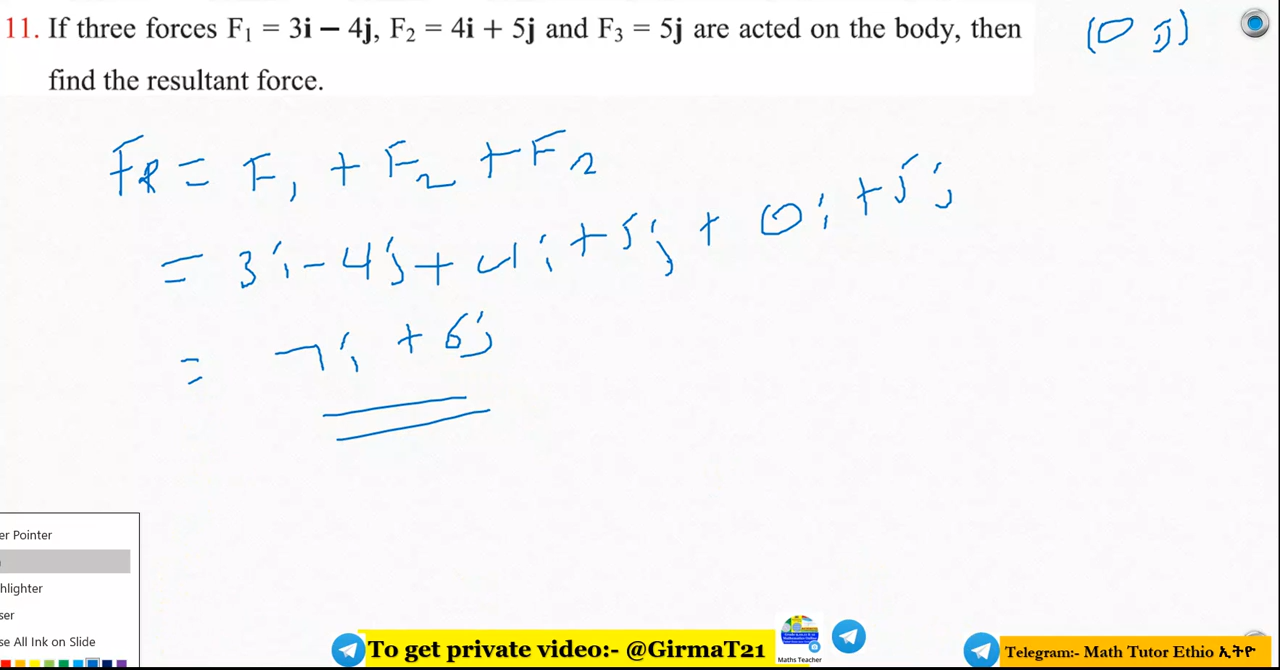 11. If three forces F₁ = 3i – 4j, F₂ = 4i + 5j and F₃ = 5j are acted on the body, then
(0 5)
find the resultant force.
FR = F₁ + F₂ + F₂
= 3i - 4j + 4i + 5j + 0i + 5j
= 7i + 6j
er Pointer
hlighter
ser
se All Ink on Slide
To get private video:- @GirmaT21
Maths Teacher
Telegram:- Math Tutor Ethio ኢትዮ